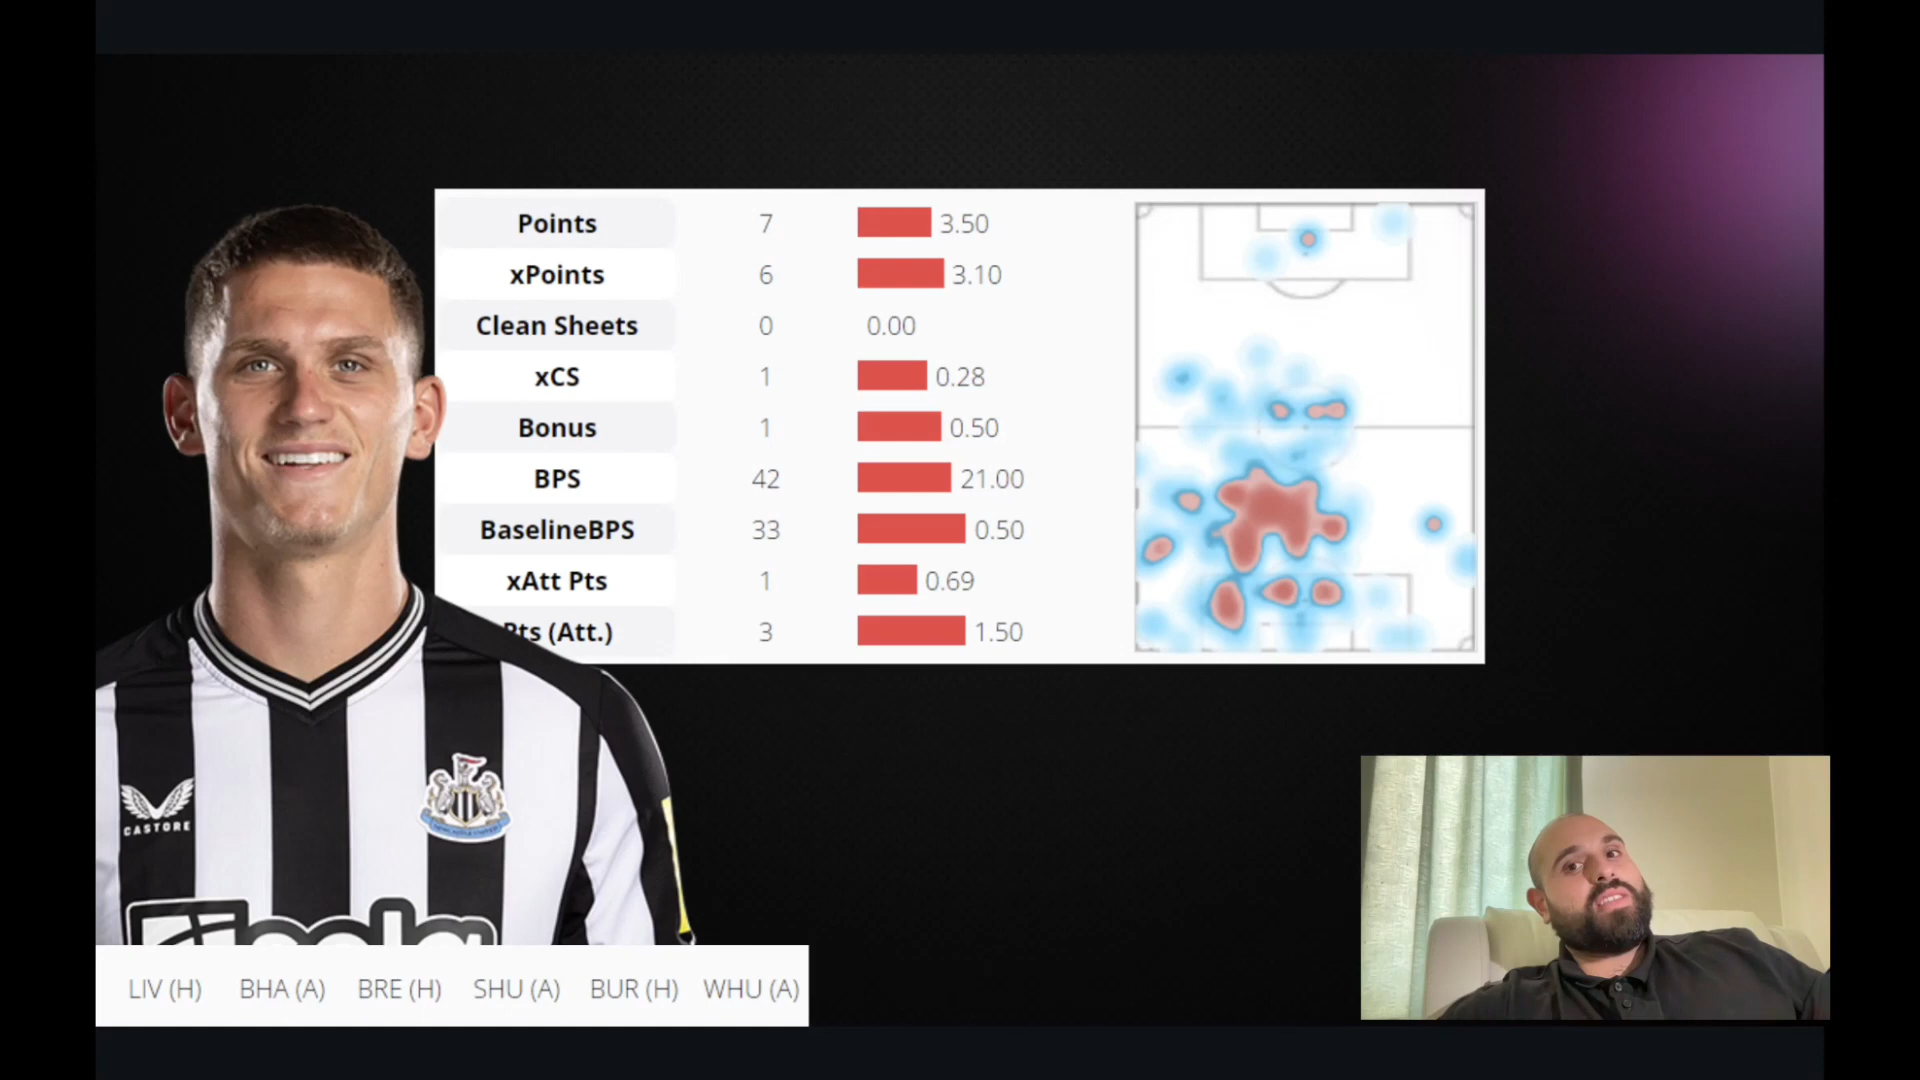 Points 7 3.50
xPoints 6 3.10
Clean Sheets 0 0.00
xCS 1 0.28
Bonus 1 0.50
BPS 42 21.00
BaselineBPS 33 0.50
xAtt Pts 1 0.69
Pts (Att.) 3 1.50
CASTORE
LIV (H) BHA (A) BRE (H) SHU (A) BUR (H) WHU (A)